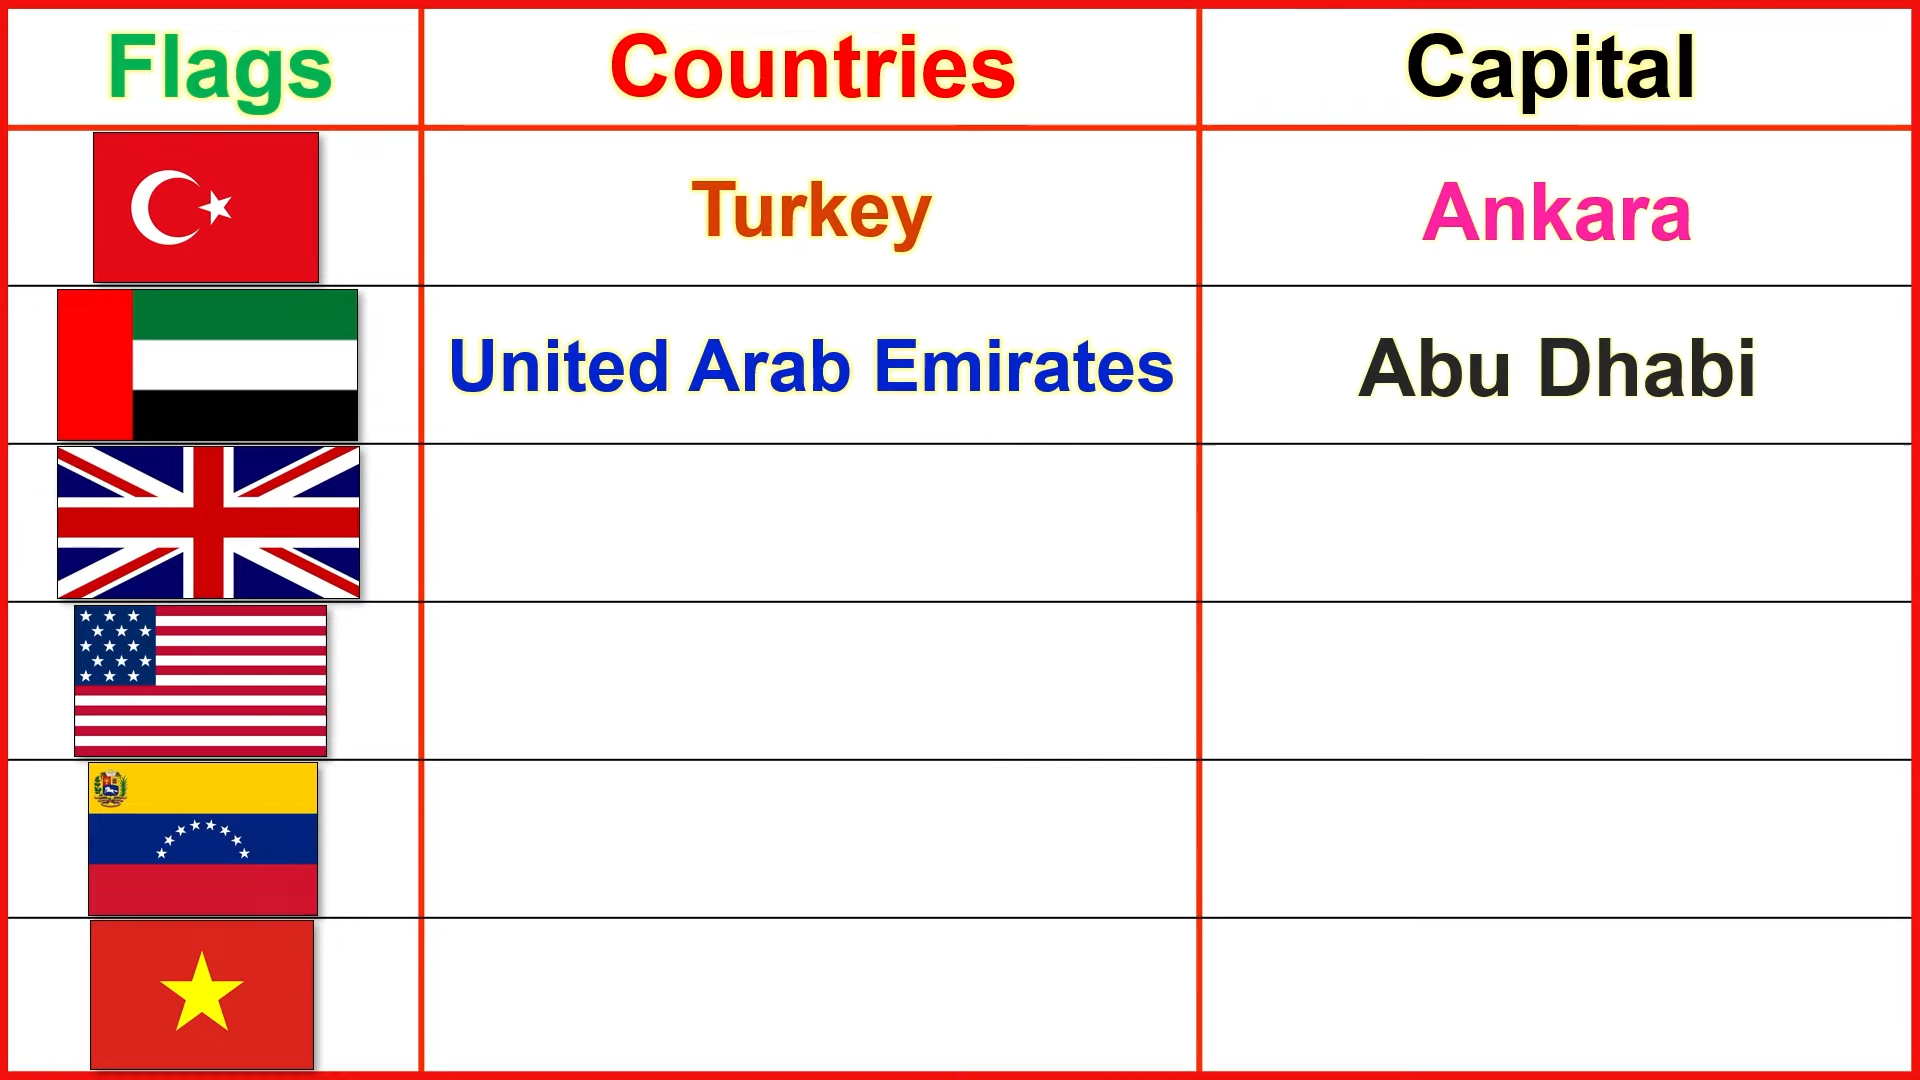 Flags Countries Capital
Turkey Ankara
United Arab Emirates Abu Dhabi